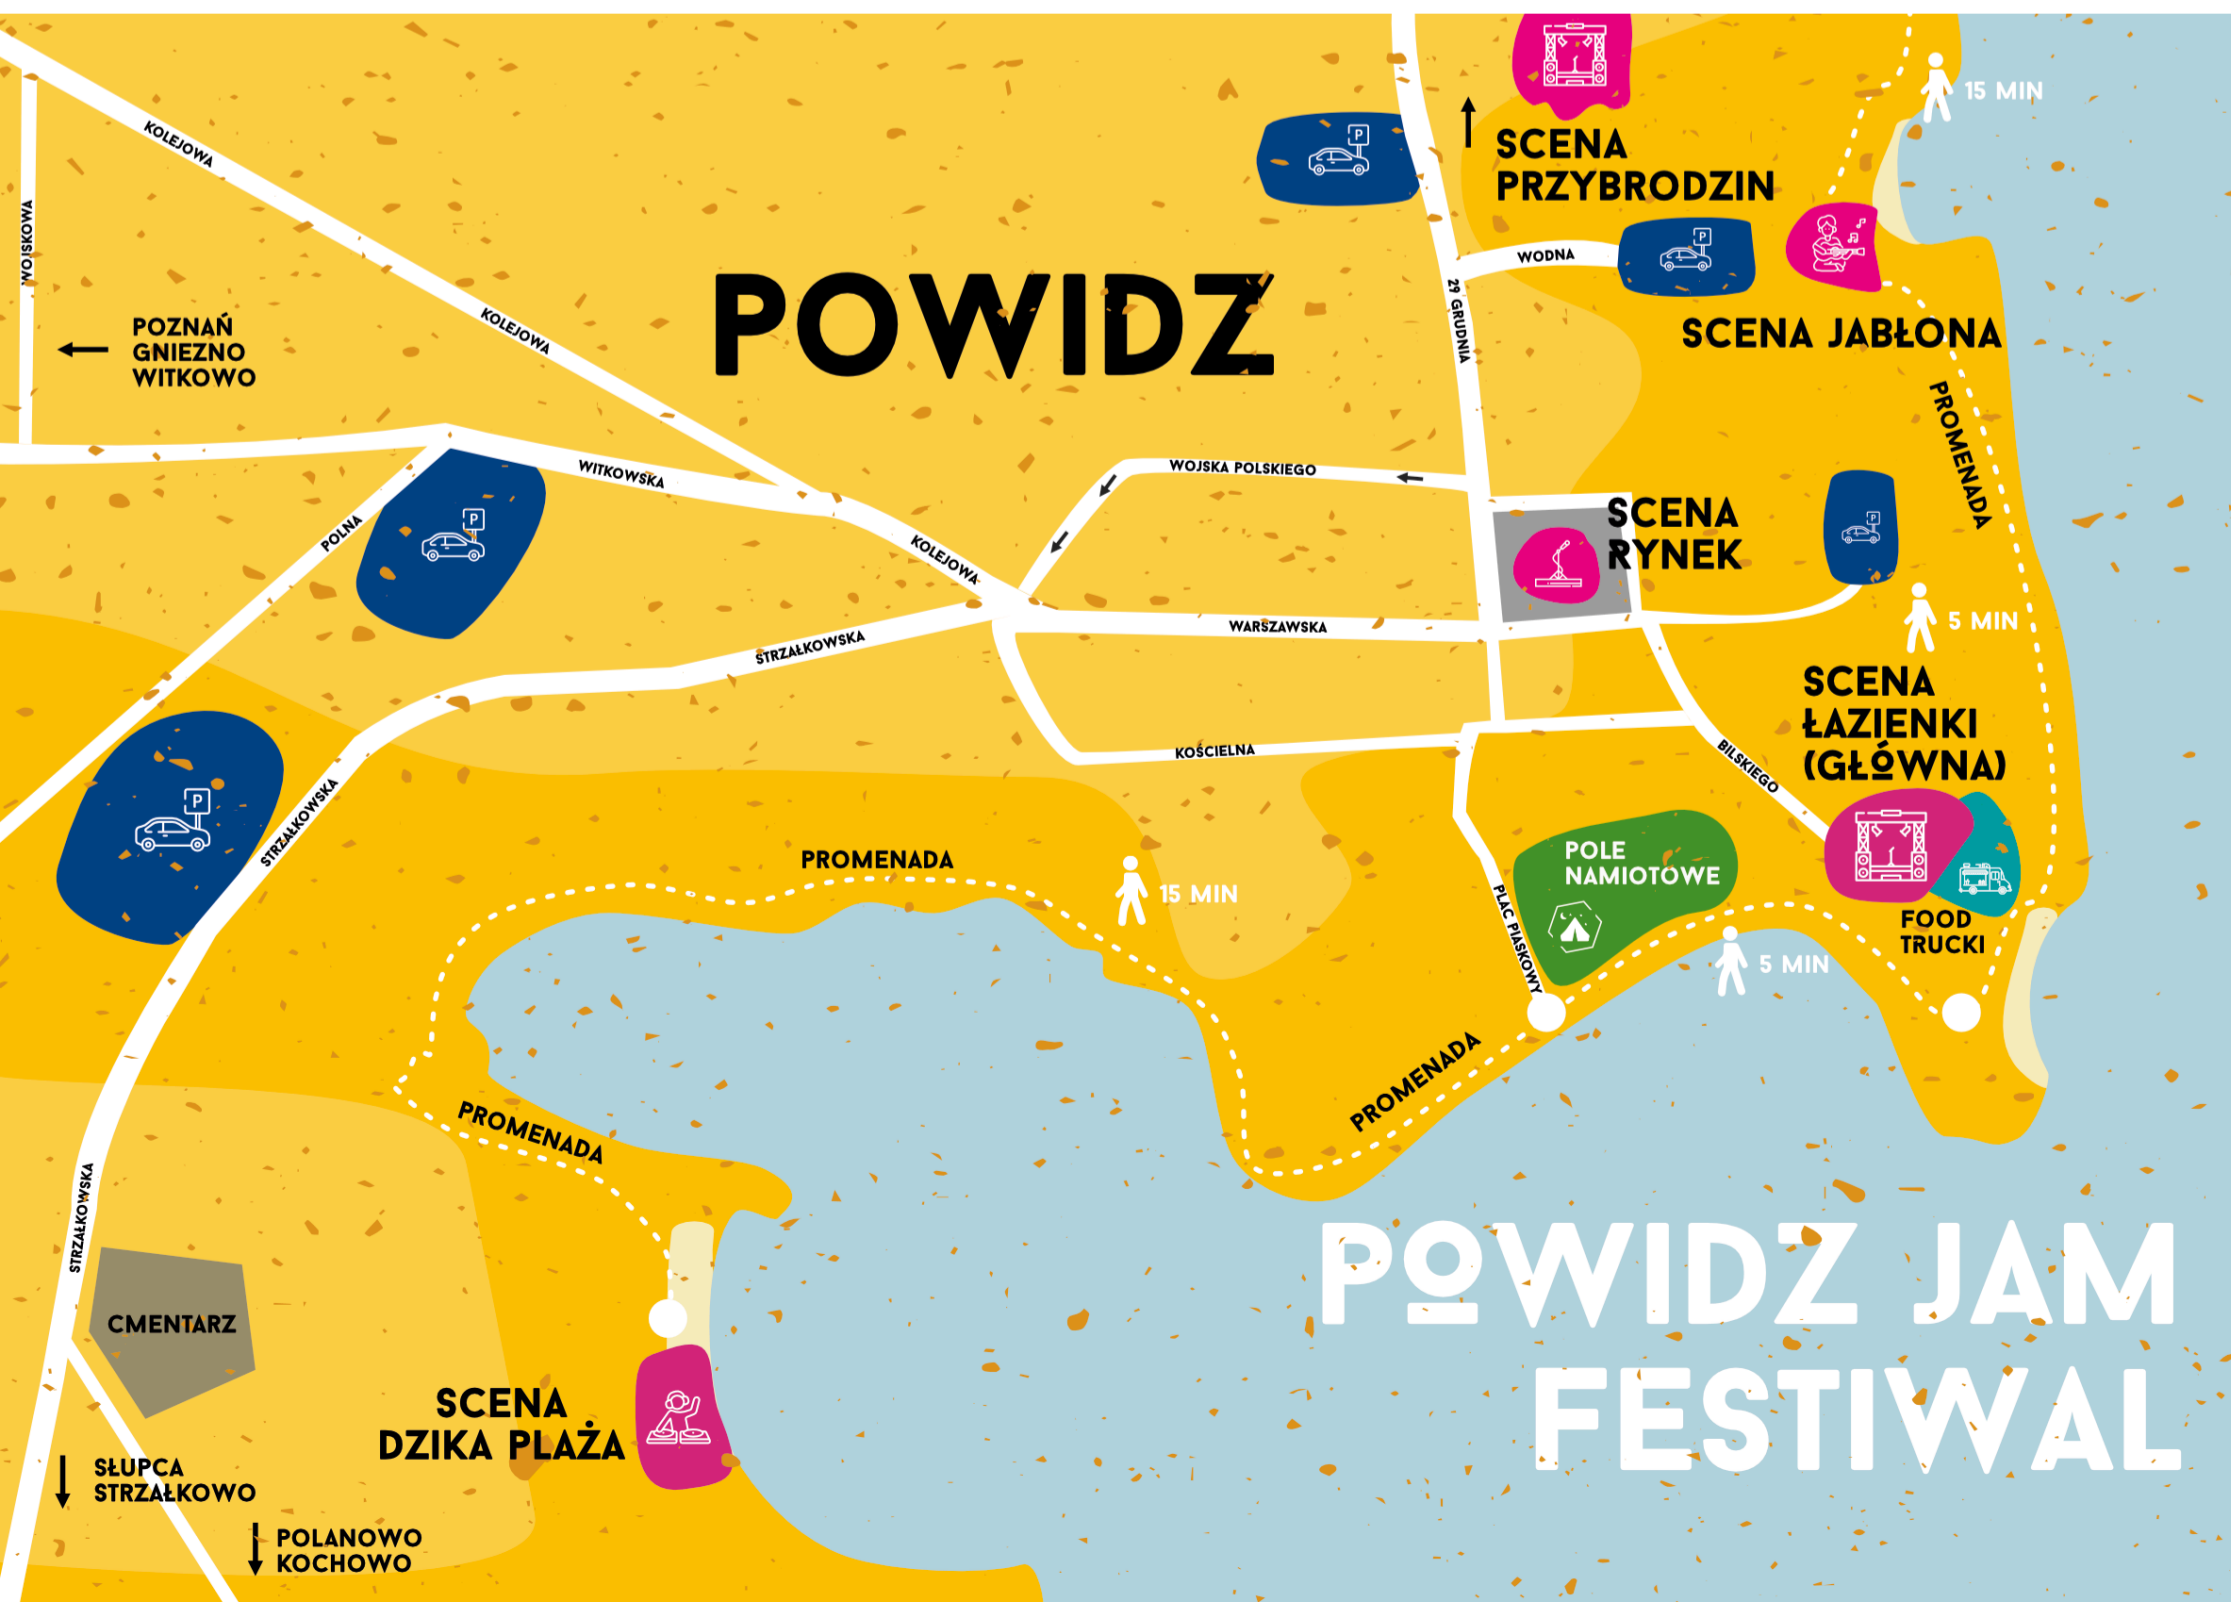 15 MIN
P
SCENA
PRZYBRODZIN
KOLEJOWA
WOJSKOWA
P
WODNA
POWIDZ
29 GRUDNIA
SCENA JABŁONA
POZNAŃ
GNIEZNO
WITKOWO
KOLEJOWA
PROMENADA
WITKOWSKA
WOJSKA POLSKIEGO
P
POLNA
KOLEJOWA
SCENA
RYNEK
P
WARSZAWSKA
5 MIN
STRZAŁKOWSKA
SCENA
ŁAZIENKI
(GŁÓWNA)
KOŚCIELNA
BILSKIEGO
P
STRZAŁKOWSKA
PROMENADA
15 MIN
POLE
NAMIOTOWE
PLAC PIASKOWY
FOOD
TRUCKI
5 MIN
PROMENADA
PROMENADA
STRZAŁKOWSKA
CMENTARZ
POWIDZ JAM
FESTIWAL
SCENA
DZIKA PLAŻA
SŁUPCA
STRZAŁKOWO
POLANOWO
KOCHOWO